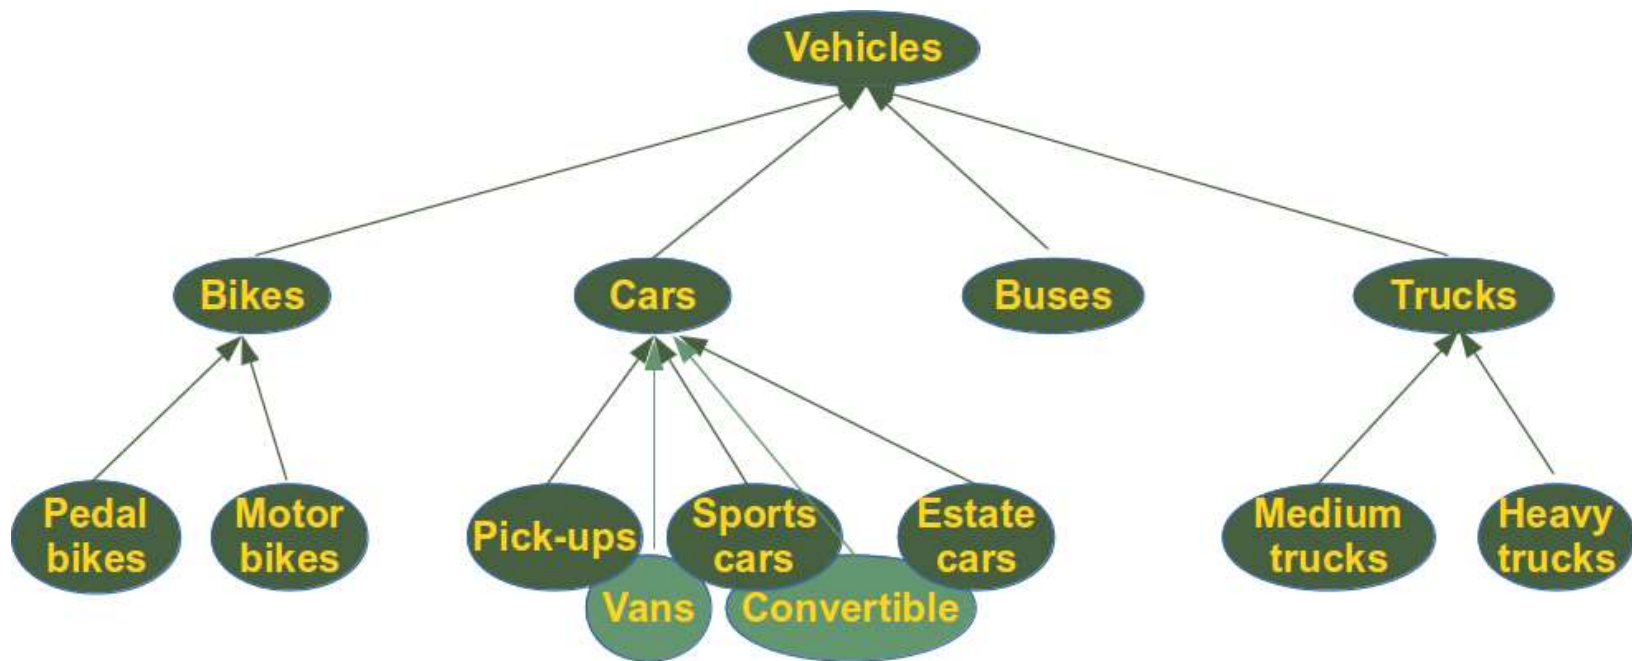 Vehicles
Bikes
Cars
Buses
Trucks
Pedal
bikes
Motor
bikes
Pick-ups
Sports
cars
Estate
cars
Medium
trucks
Heavy
trucks
Vans
Convertible